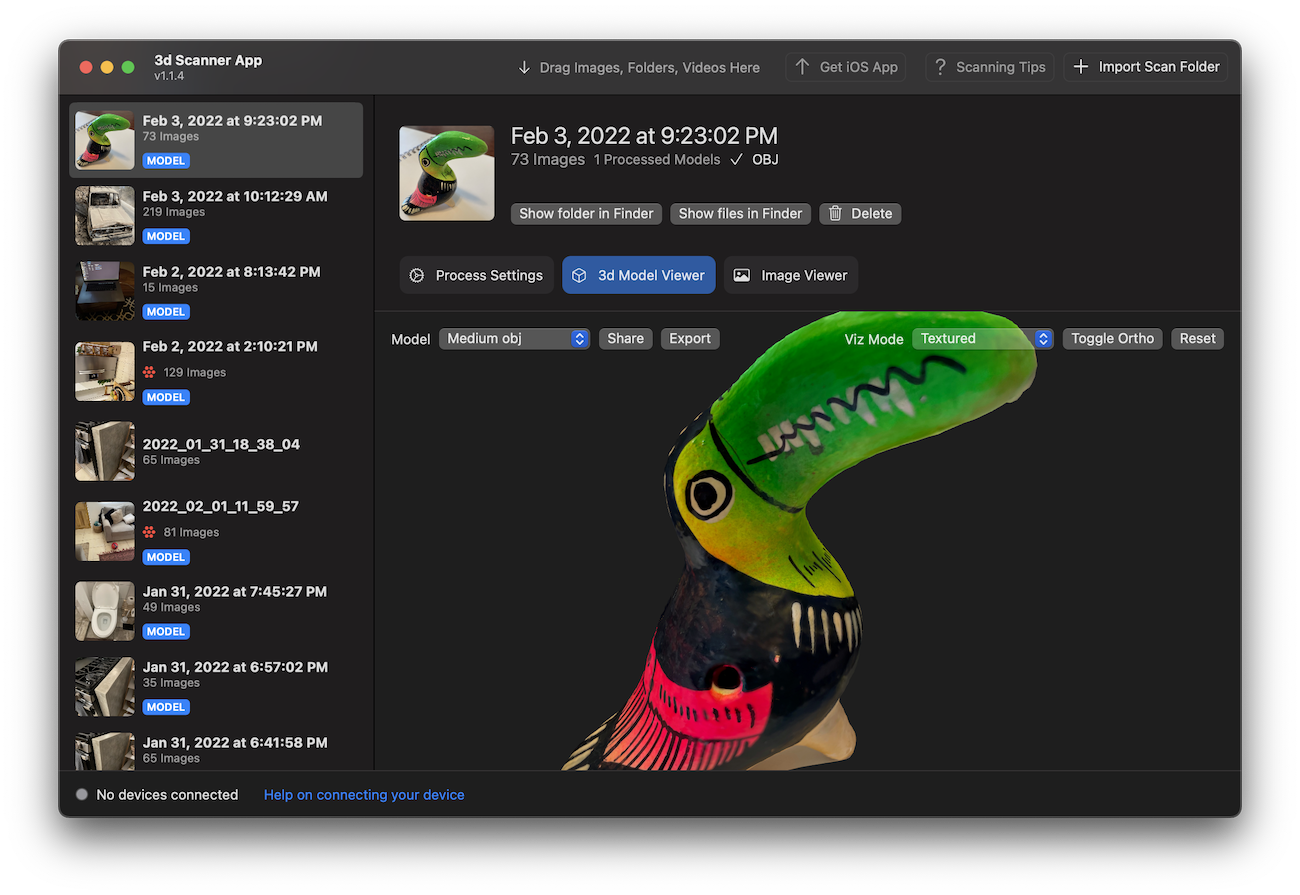 3d Scanner App
v1.1.4
Drag Images, Folders, Videos Here
Get iOS App
? Scanning Tips
Import Scan Folder
Feb 3, 2022 at 9:23:02 PM
73 Images
MODEL
Feb 3, 2022 at 10:12:29 AM
219 Images
MODEL
Feb 2, 2022 at 8:13:42 PM
15 Images
MODEL
Feb 2, 2022 at 2:10:21 PM
129 Images
MODEL
2022_01_31_18_38_04
65 Images
2022_02_01_11_59_57
81 Images
MODEL
Jan 31, 2022 at 7:45:27 PM
49 Images
MODEL
Jan 31, 2022 at 6:57:02 PM
35 Images
MODEL
Jan 31, 2022 at 6:41:58 PM
65 Images
Feb 3, 2022 at 9:23:02 PM
73 Images 1 Processed Models ✓ OBJ
Show folder in Finder
Show files in Finder
Delete
Process Settings
3d Model Viewer
Image Viewer
Model
Medium obj
Share
Export
Viz Mode
Textured
Toggle Ortho
Reset
No devices connected
Help on connecting your device